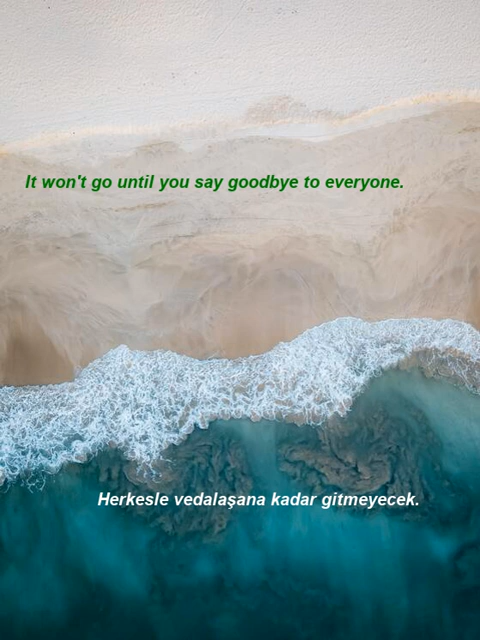 It won't go until you say goodbye to everyone.
Herkesle vedalaşana kadar gitmeyecek.